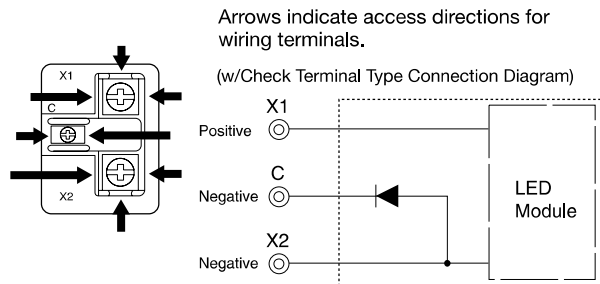 Arrows indicate access directions for
wiring terminals.
(w/Check Terminal Type Connection Diagram)
X1
C
X2
X1
Positive
C
Negative
X2
Negative
LED
Module